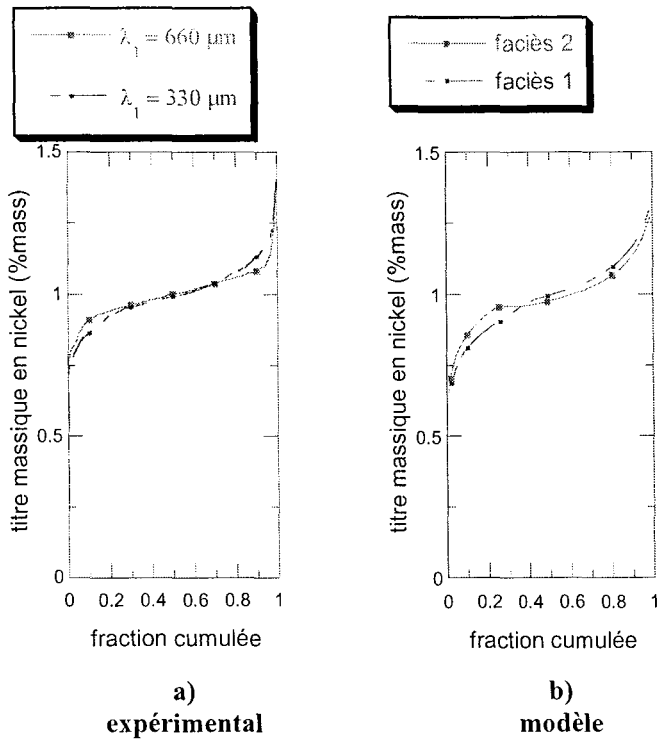 λ₁ = 660 µm
λ₁ = 330 µm
titre massique en nickel (%mass)
1.5
1
0.5
0
0 0.2 0.4 0.6 0.8 1
fraction cumulée
a)
expérimental
faciès 2
faciès 1
titre massique en nickel (%mass)
1.5
1
0.5
0
0 0.2 0.4 0.6 0.8 1
fraction cumulée
b)
modèle